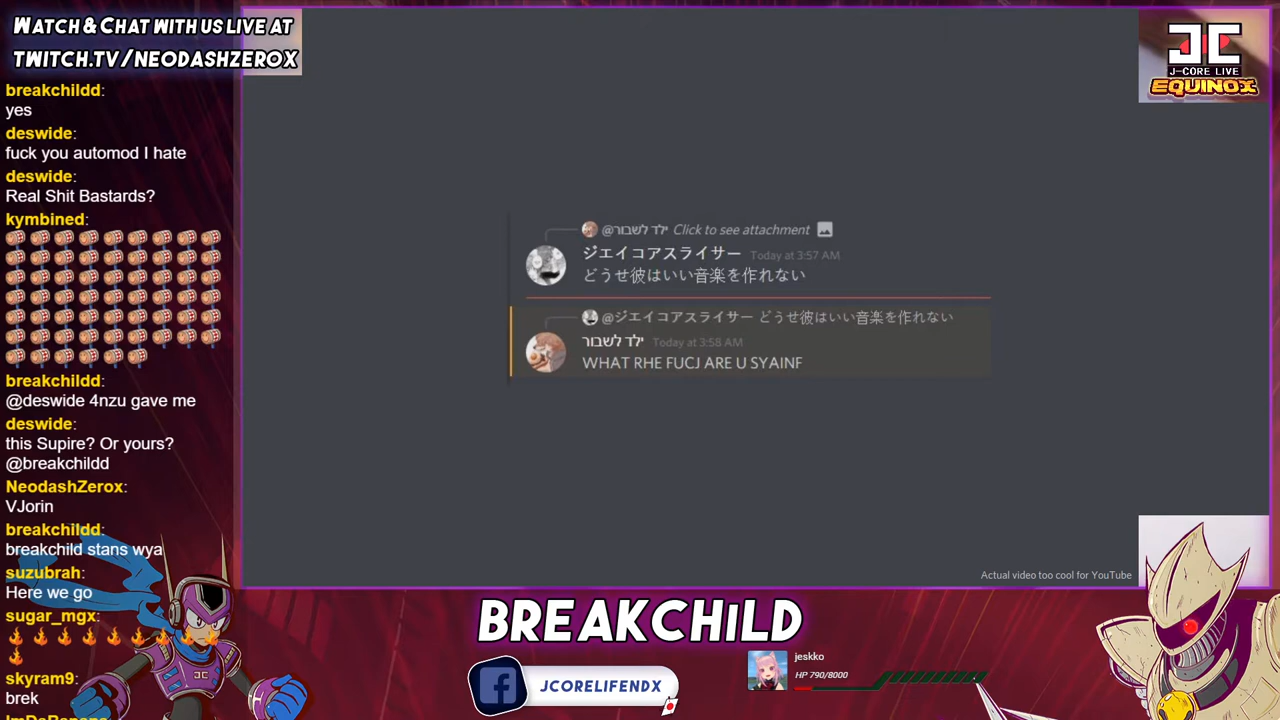 WATCH & CHAT WITH US LIVE AT
TWITCH.TV/NEODASHZEROX
breakchildd:
yes
deswide:
fuck you automod I hate
deswide:
Real Shit Bastards?
kymbined:
breakchildd:
@deswide 4nzu gave me
deswide:
this Supire? Or yours?
@breakchildd
NeodashZerox:
VJorin
breakchildd:
breakchild stans wya
suzubrah:
Here we go
sugar_mgx:
skyram9:
brek
@ילד לשבור Click to see attachment
ジェイコアスライサー Today at 3:57 AM
どうせ彼はいい音楽を作れない
@ジェイコアスライサー どうせ彼はいい音楽を作れない
ילד לשבור Today at 3:58 AM
WHAT RHE FUCJ ARE U SYAINF
Actual video too cool for YouTube
JC
J-CORE LIVE
EQUINOX
BREAKCHILD
JCORELIFENDX
jeskko
HP 790/8000
JC